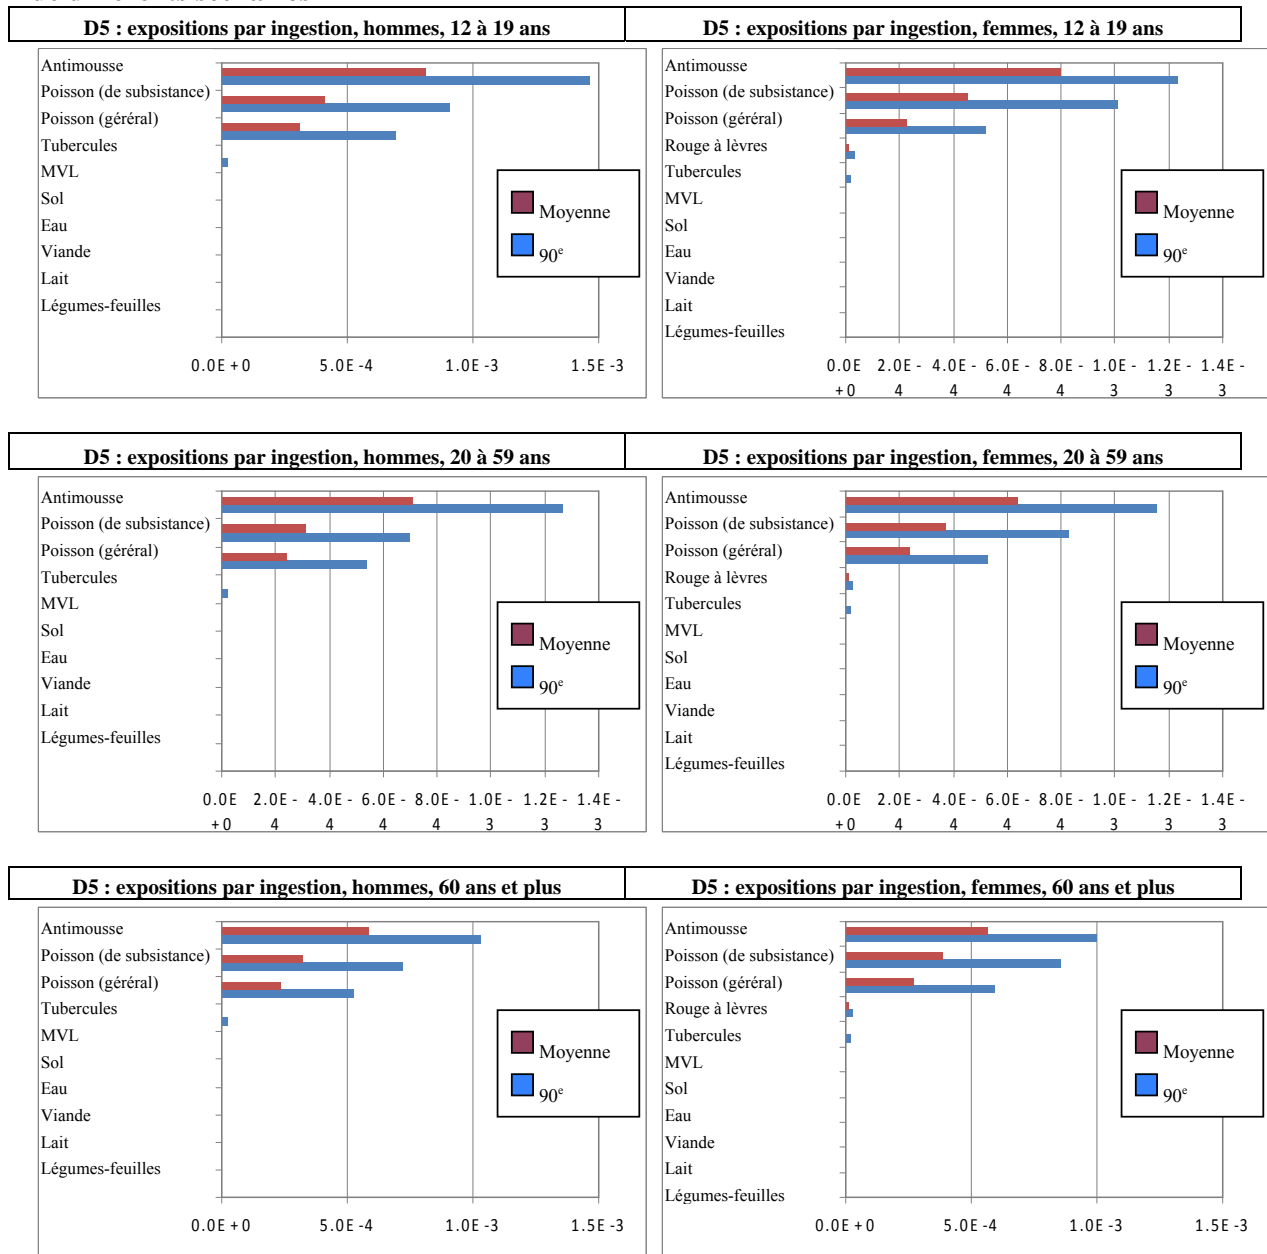 D5 : expositions par ingestion, hommes, 12 à 19 ans
Antimousse
Poisson (de subsistance)
Poisson (géréral)
Tubercules
MVL
Sol
Eau
Viande
Lait
Légumes-feuilles
Moyenne
90e
0.0E+0 5.0E-4 1.0E-3 1.5E-3
D5 : expositions par ingestion, femmes, 12 à 19 ans
Antimousse
Poisson (de subsistance)
Poisson (géréral)
Rouge à lèvres
Tubercules
MVL
Sol
Eau
Viande
Lait
Légumes-feuilles
Moyenne
90e
0.0E 2.0E- 4.0E- 6.0E- 8.0E- 1.0E- 1.2E- 1.4E-
+0 4 4 4 4 3 3 3
D5 : expositions par ingestion, hommes, 20 à 59 ans
Antimousse
Poisson (de subsistance)
Poisson (géréral)
Tubercules
MVL
Sol
Eau
Viande
Lait
Légumes-feuilles
Moyenne
90e
0.0E 2.0E- 4.0E- 6.0E- 8.0E- 1.0E- 1.2E- 1.4E-
+0 4 4 4 4 3 3 3
D5 : expositions par ingestion, femmes, 20 à 59 ans
Antimousse
Poisson (de subsistance)
Poisson (géréral)
Rouge à lèvres
Tubercules
MVL
Sol
Eau
Viande
Lait
Légumes-feuilles
Moyenne
90e
0.0E 2.0E- 4.0E- 6.0E- 8.0E- 1.0E- 1.2E- 1.4E-
+0 4 4 4 4 3 3 3
D5 : expositions par ingestion, hommes, 60 ans et plus
Antimousse
Poisson (de subsistance)
Poisson (géréral)
Tubercules
MVL
Sol
Eau
Viande
Lait
Légumes-feuilles
Moyenne
90e
0.0E+0 5.0E-4 1.0E-3 1.5E-3
D5 : expositions par ingestion, femmes, 60 ans et plus
Antimousse
Poisson (de subsistance)
Poisson (géréral)
Rouge à lèvres
Tubercules
MVL
Sol
Eau
Viande
Lait
Légumes-feuilles
Moyenne
90e
0.0E+0 5.0E-4 1.0E-3 1.5E-3